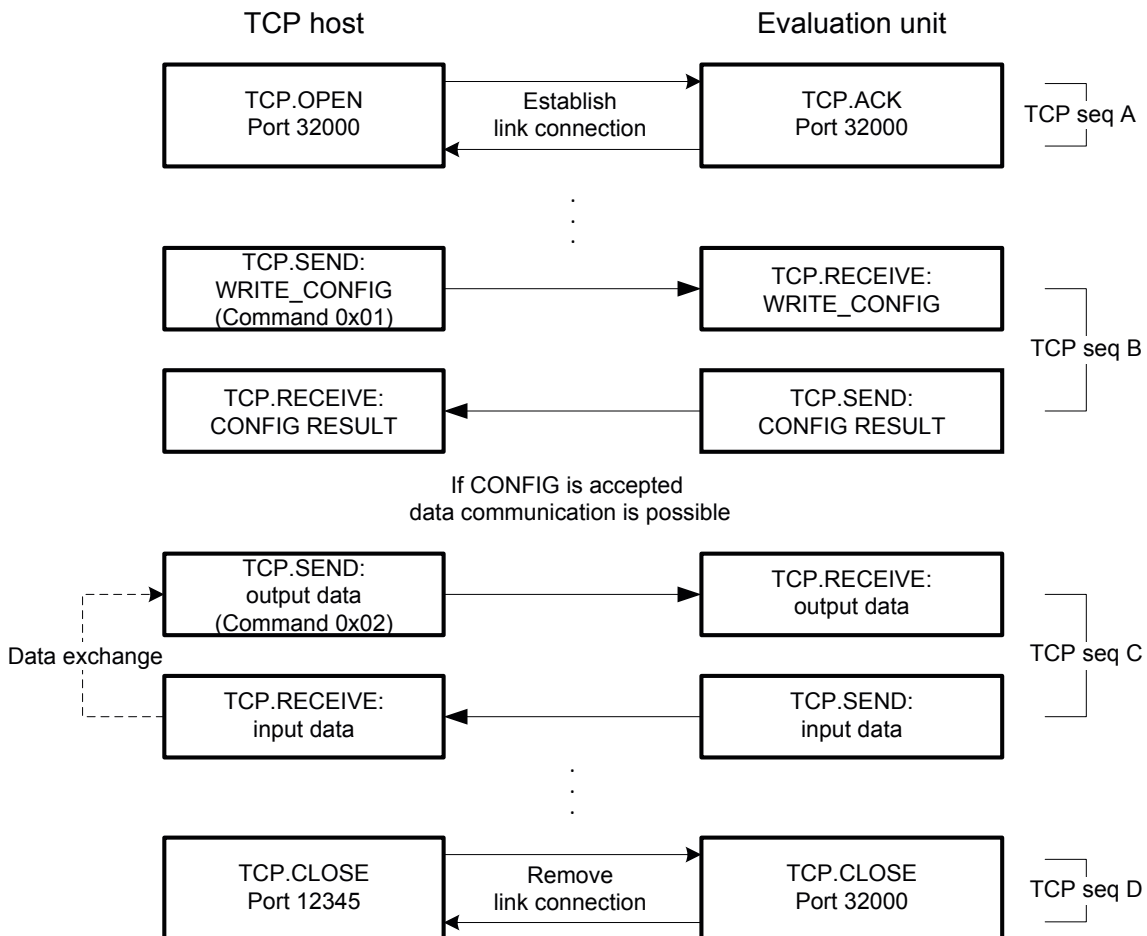 TCP host
Evaluation unit
TCP.OPEN
Port 32000
Establish
link connection
TCP.ACK
Port 32000
TCP seq A
TCP.SEND:
WRITE_CONFIG
(Command 0x01)
TCP.RECEIVE:
WRITE_CONFIG
TCP seq B
TCP.RECEIVE:
CONFIG RESULT
TCP.SEND:
CONFIG RESULT
If CONFIG is accepted
data communication is possible
TCP.SEND:
output data
(Command 0x02)
TCP.RECEIVE:
output data
Data exchange
TCP seq C
TCP.RECEIVE:
input data
TCP.SEND:
input data
TCP.CLOSE
Port 12345
Remove
link connection
TCP.CLOSE
Port 32000
TCP seq D